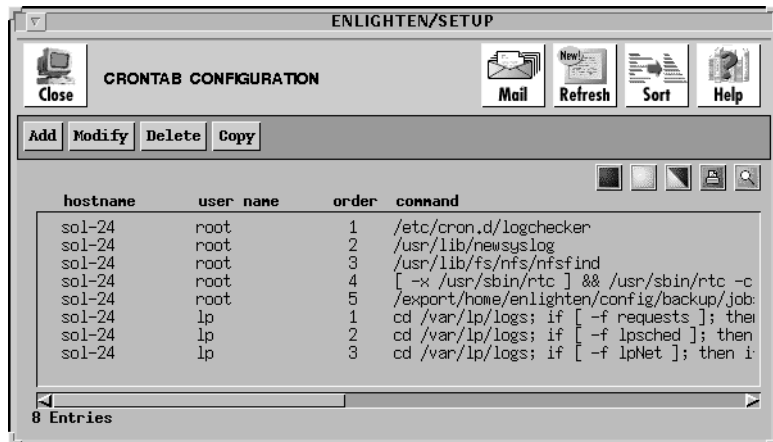 ENLIGHTEN/SETUP
Close
CRONTAB CONFIGURATION
Mail
New!
Refresh
Sort
Help
Add Modify Delete Copy
hostname user name order command
sol-24 root 1 /etc/cron.d/logchecker
sol-24 root 2 /usr/lib/newsyslog
sol-24 root 3 /usr/lib/fs/nfs/nfsfind
sol-24 root 4 [ -x /usr/sbin/rtc ] && /usr/sbin/rtc -c
sol-24 root 5 /export/home/enlighten/config/backup/job
sol-24 lp 1 cd /var/lp/logs; if [ -f requests ]; the
sol-24 lp 2 cd /var/lp/logs; if [ -f lpsched ]; then
sol-24 lp 3 cd /var/lp/logs; if [ -f lpNet ]; then i
8 Entries